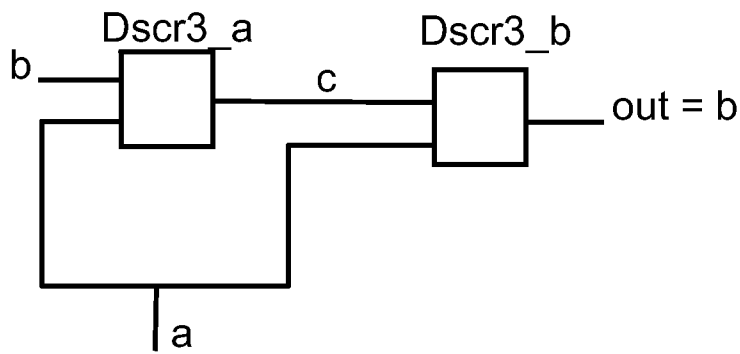 Dscr3_a
Dscr3_b
b
c
out = b
a